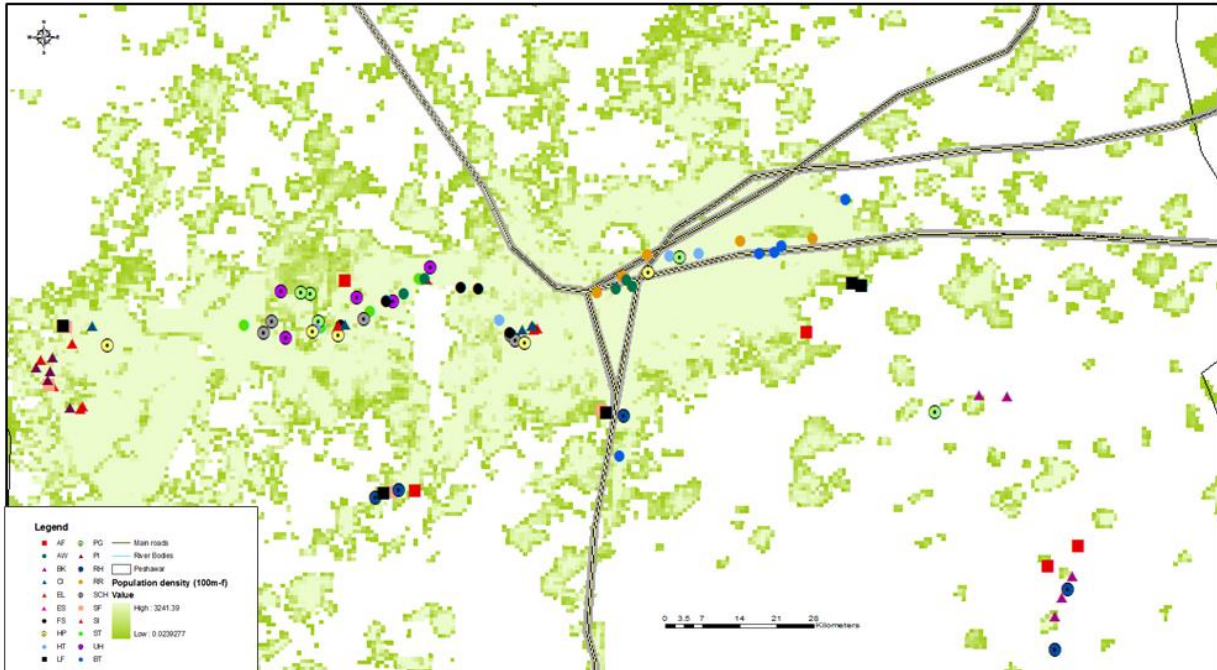 N
Legend
AF PG Main roads
AW PI River Bodies
BK RH Peshawar
CI RR Population density (100m-f)
EL SCH Value
ES SF High : 3241.39
FS SI
HP ST Low : 0.0239277
HT UH
LF BT
0 3.5 7 14 21 28
Kilometers